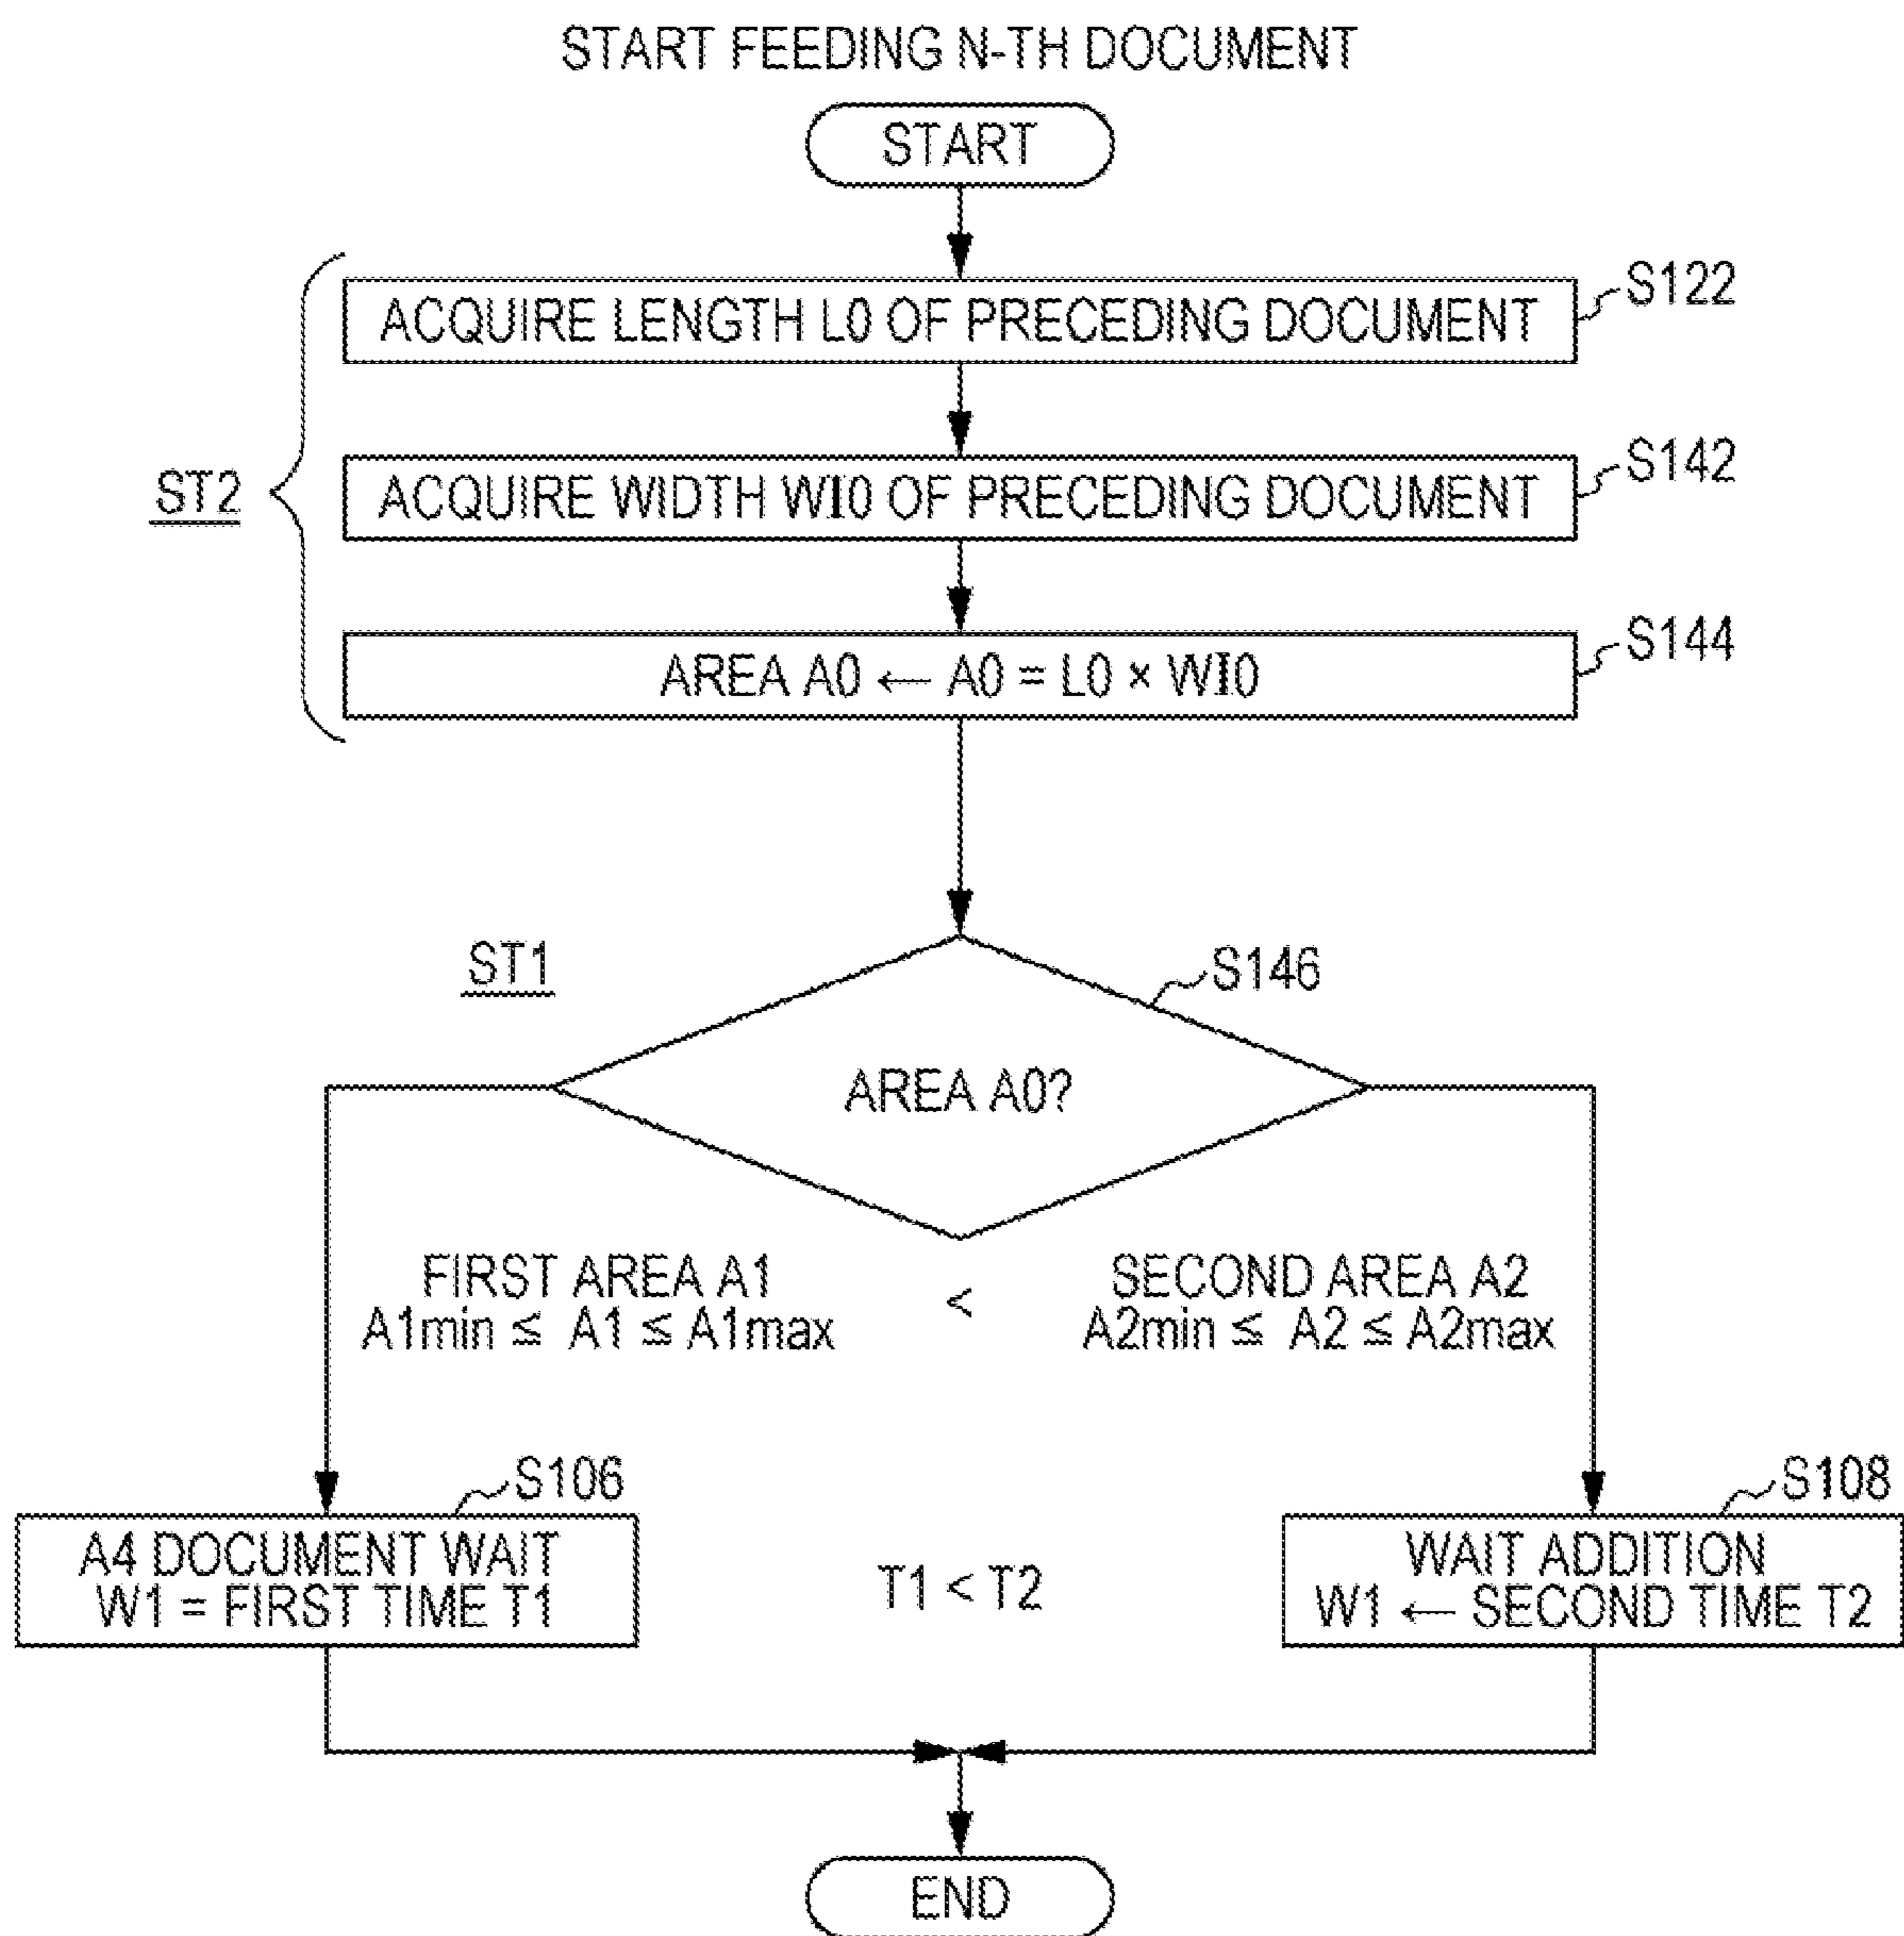 START FEEDING N-TH DOCUMENT
START
ACQUIRE LENGTH L0 OF PRECEDING DOCUMENT
S122
ST2
ACQUIRE WIDTH WI0 OF PRECEDING DOCUMENT
S142
AREA A0 ← A0 = L0 × WI0
S144
ST1
S146
AREA A0?
FIRST AREA A1
A1min ≦ A1 ≦ A1max
<
SECOND AREA A2
A2min ≦ A2 ≦ A2max
S106
A4 DOCUMENT WAIT
W1 = FIRST TIME T1
T1 < T2
S108
WAIT ADDITION
W1 ← SECOND TIME T2
END